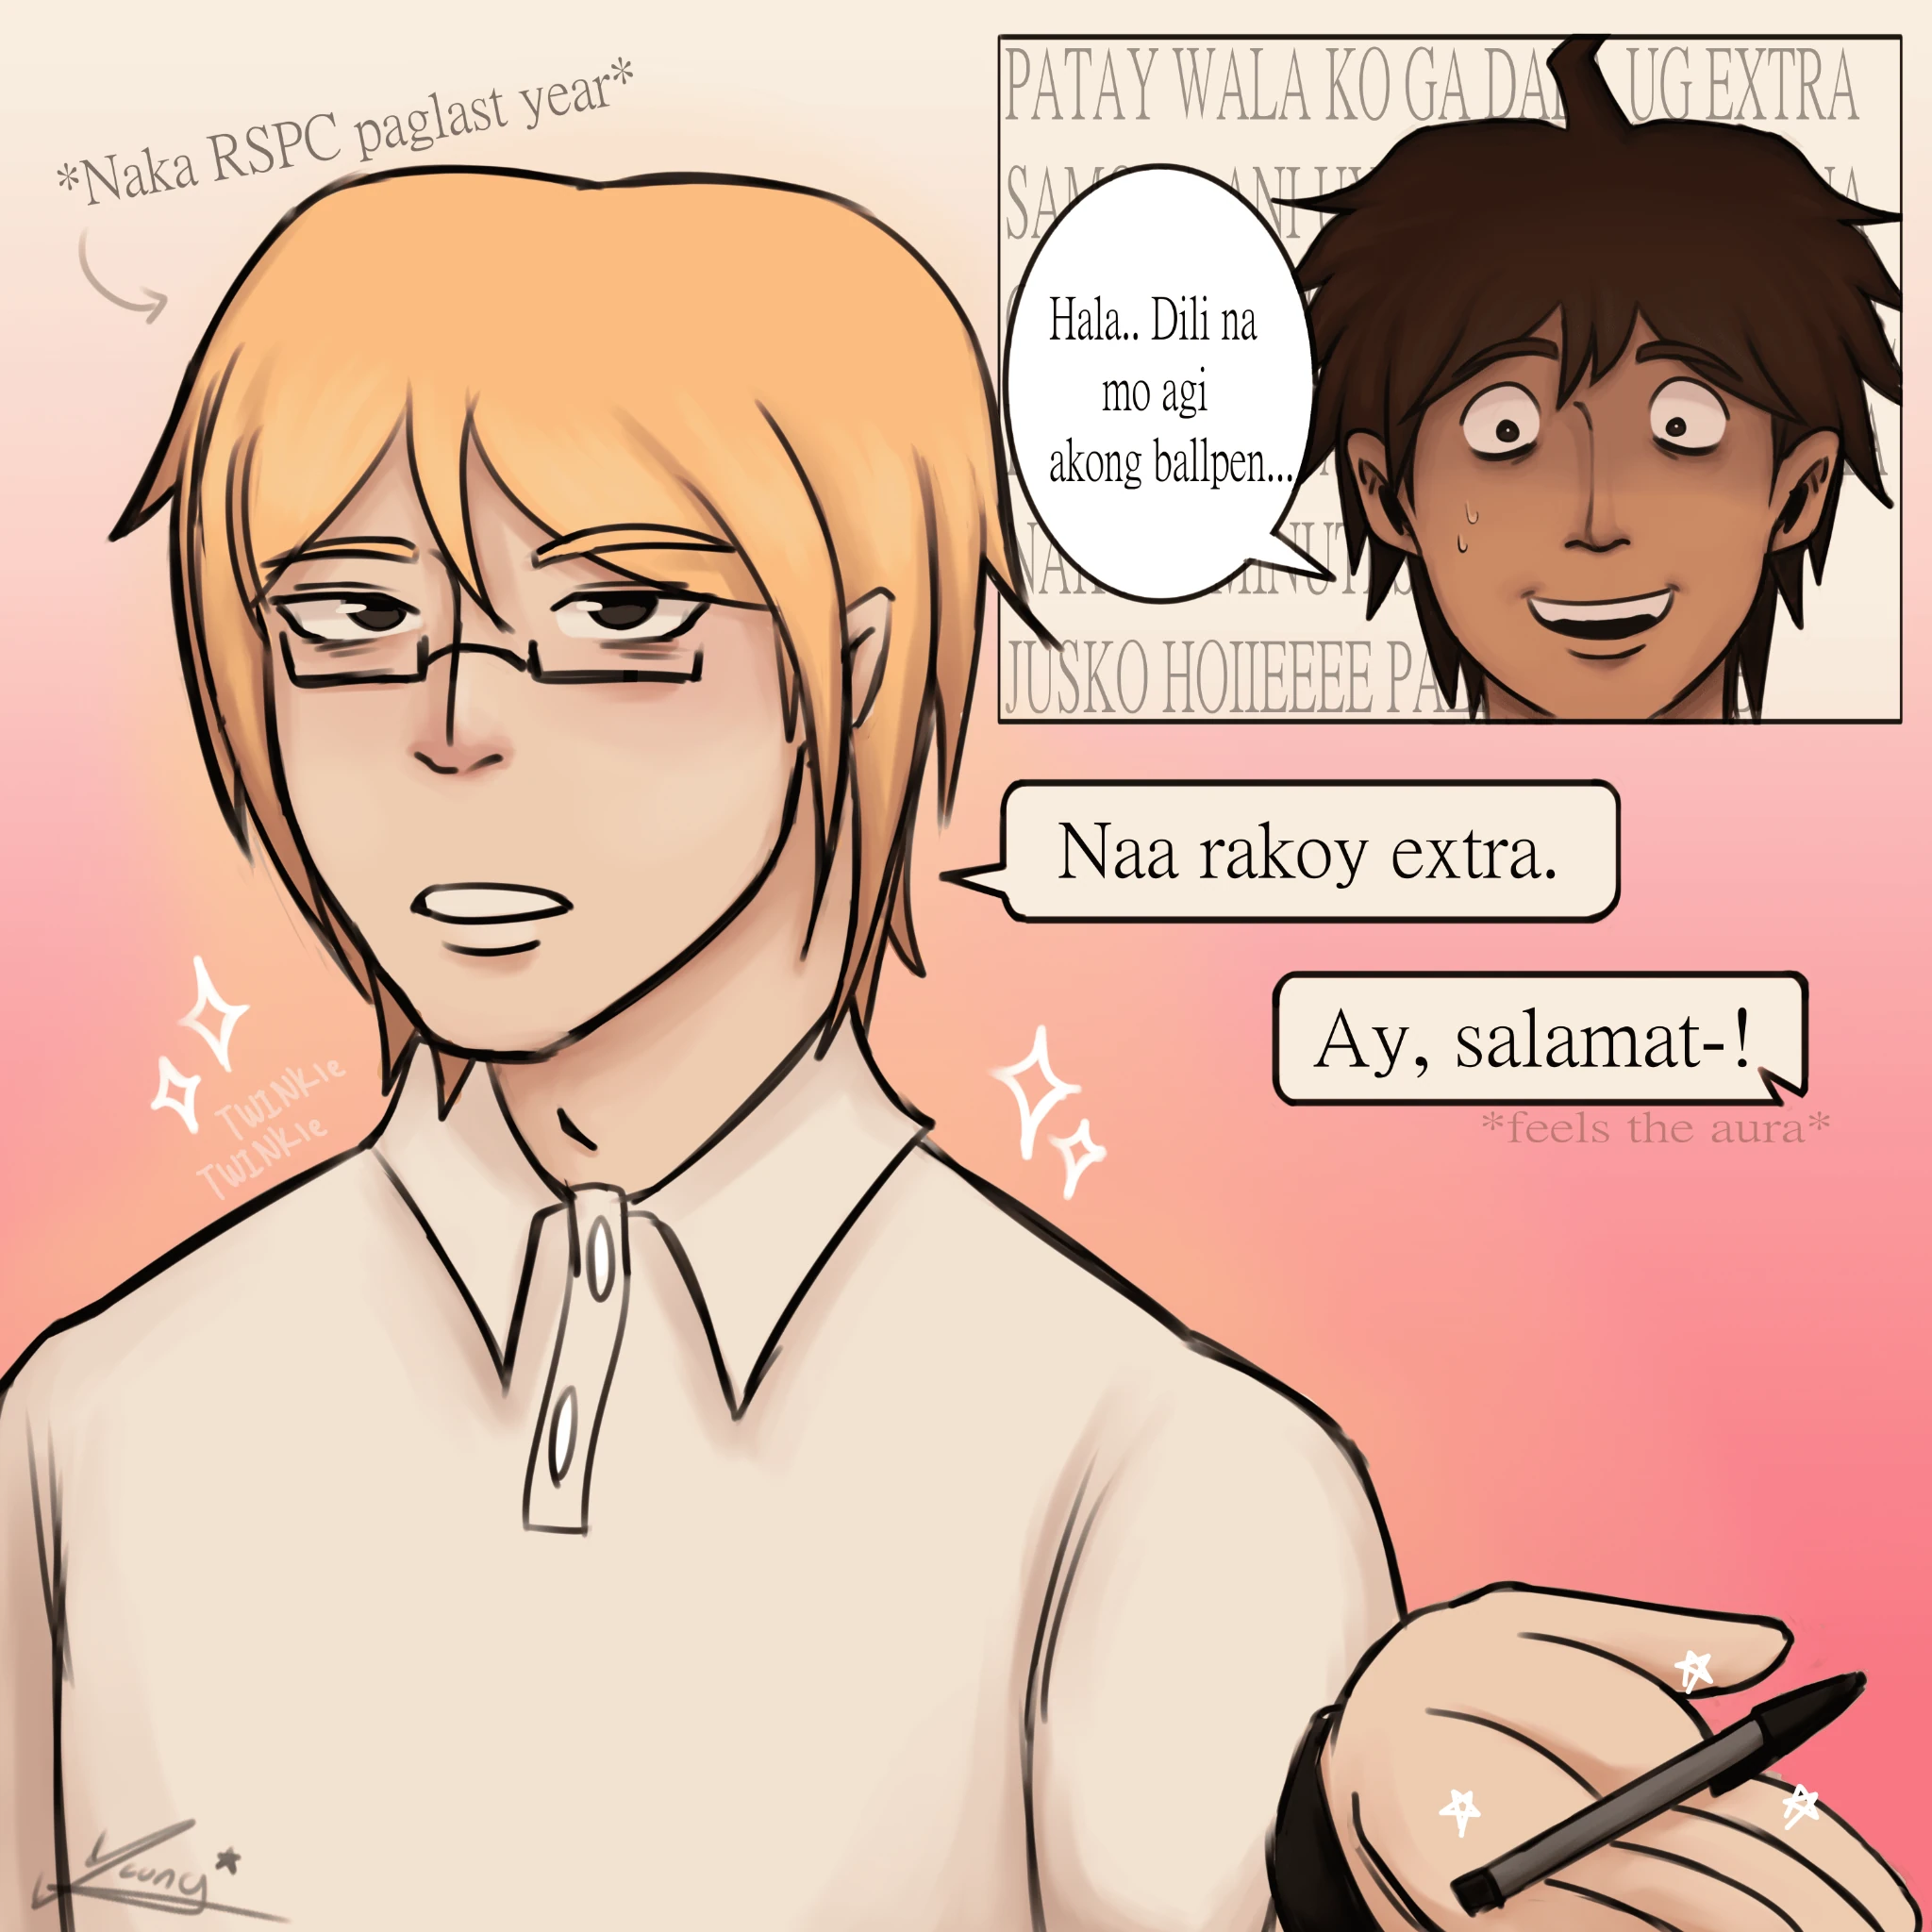 *Naka RSPC paglast year*
PATAY WALA KO GA UG EXTRA
Hala.. Dili na
mo agi
akong ballpen...
JUSKO HOIIEEEE
Naa rakoy extra.
Ay, salamat-!
*feels the aura*
TWINKle
TWINKle